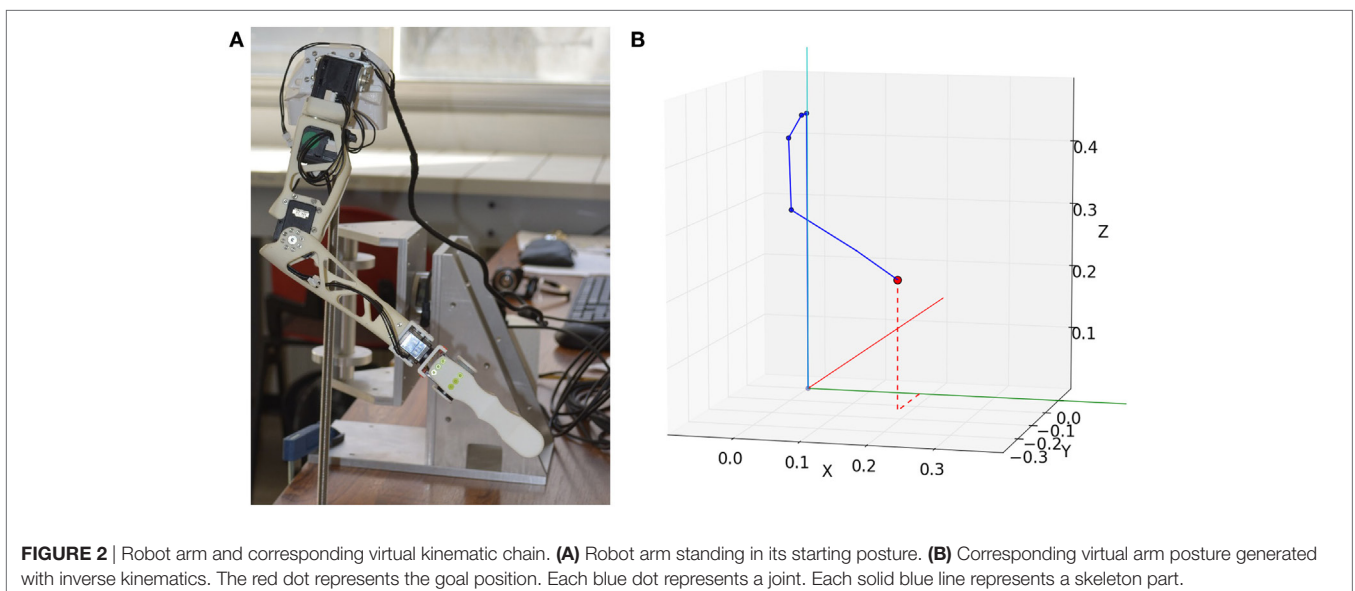 A
B
0.4
0.3
Z
0.2
0.1
0.0
−0.1
−0.2
Y
−0.3
0.0
0.1
X
0.2
0.3
FIGURE 2 | Robot arm and corresponding virtual kinematic chain. (A) Robot arm standing in its starting posture. (B) Corresponding virtual arm posture generated
with inverse kinematics. The red dot represents the goal position. Each blue dot represents a joint. Each solid blue line represents a skeleton part.